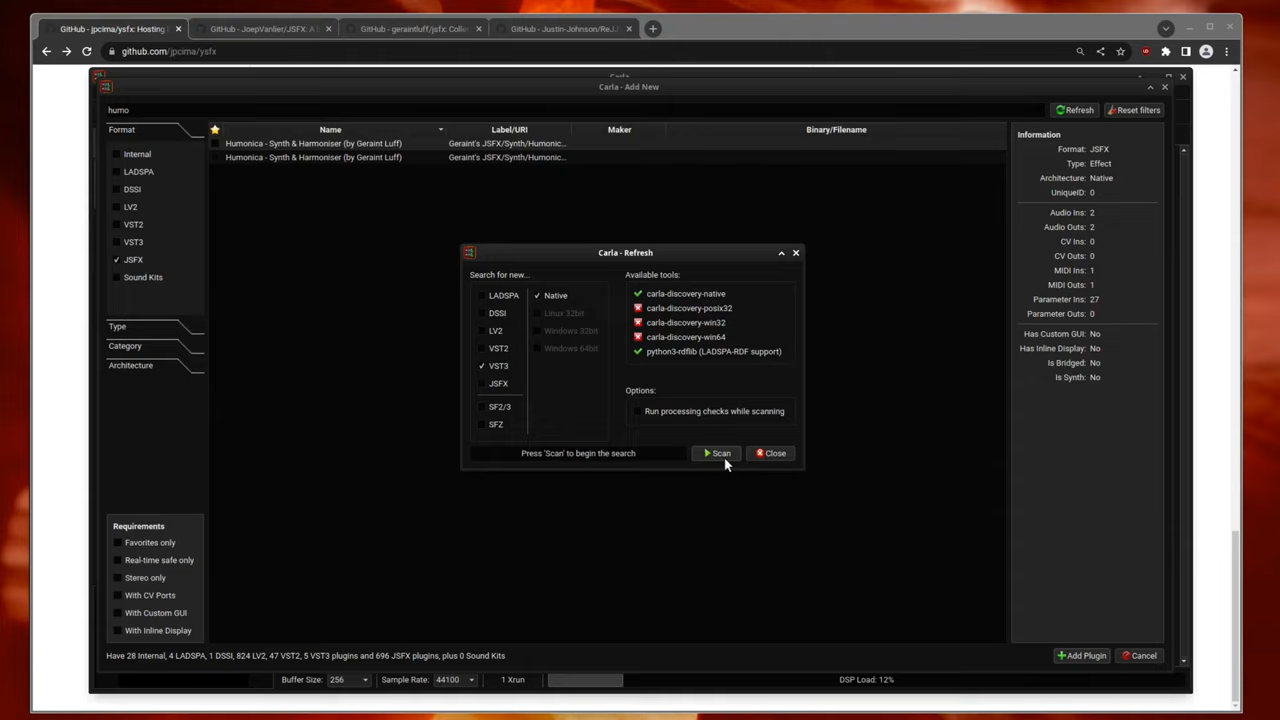 GitHub - jpcima/ysfx: Hosting
GitHub - JoepVanlier/JSFX: A b
GitHub - geraintluff/jsfx: Colle
GitHub - Justin-Johnson/ReJ
github.com/jpcima/ysfx
Carla
Carla - Add New
humo
Refresh
Reset filters
Format
Internal
LADSPA
DSSI
LV2
VST2
VST3
JSFX
Sound Kits
Type
Category
Architecture
Requirements
Favorites only
Real-time safe only
Stereo only
With CV Ports
With Custom GUI
With Inline Display
Name
Label/URI
Maker
Binary/Filename
Humonica - Synth & Harmoniser (by Geraint Luff)
Geraint's JSFX/Synth/Humonic...
Humonica - Synth & Harmoniser (by Geraint Luff)
Geraint's JSFX/Synth/Humonic...
Carla - Refresh
Search for new...
LADSPA
DSSI
LV2
VST2
VST3
JSFX
SF2/3
SFZ
Native
Linux 32bit
Windows 32bit
Windows 64bit
Available tools:
carla-discovery-native
carla-discovery-posix32
carla-discovery-win32
carla-discovery-win64
python3-rdflib (LADSPA-RDF support)
Options:
Run processing checks while scanning
Press 'Scan' to begin the search
Scan
Close
Information
Format: JSFX
Type: Effect
Architecture: Native
UniqueID: 0
Audio Ins: 2
Audio Outs: 2
CV Ins: 0
CV Outs: 0
MIDI Ins: 1
MIDI Outs: 1
Parameter Ins: 27
Parameter Outs: 0
Has Custom GUI: No
Has Inline Display: No
Is Bridged: No
Is Synth: No
Have 28 Internal, 4 LADSPA, 1 DSSI, 824 LV2, 47 VST2, 5 VST3 plugins and 696 JSFX plugins, plus 0 Sound Kits
Add Plugin
Cancel
Buffer Size: 256
Sample Rate: 44100
1 Xrun
DSP Load: 12%